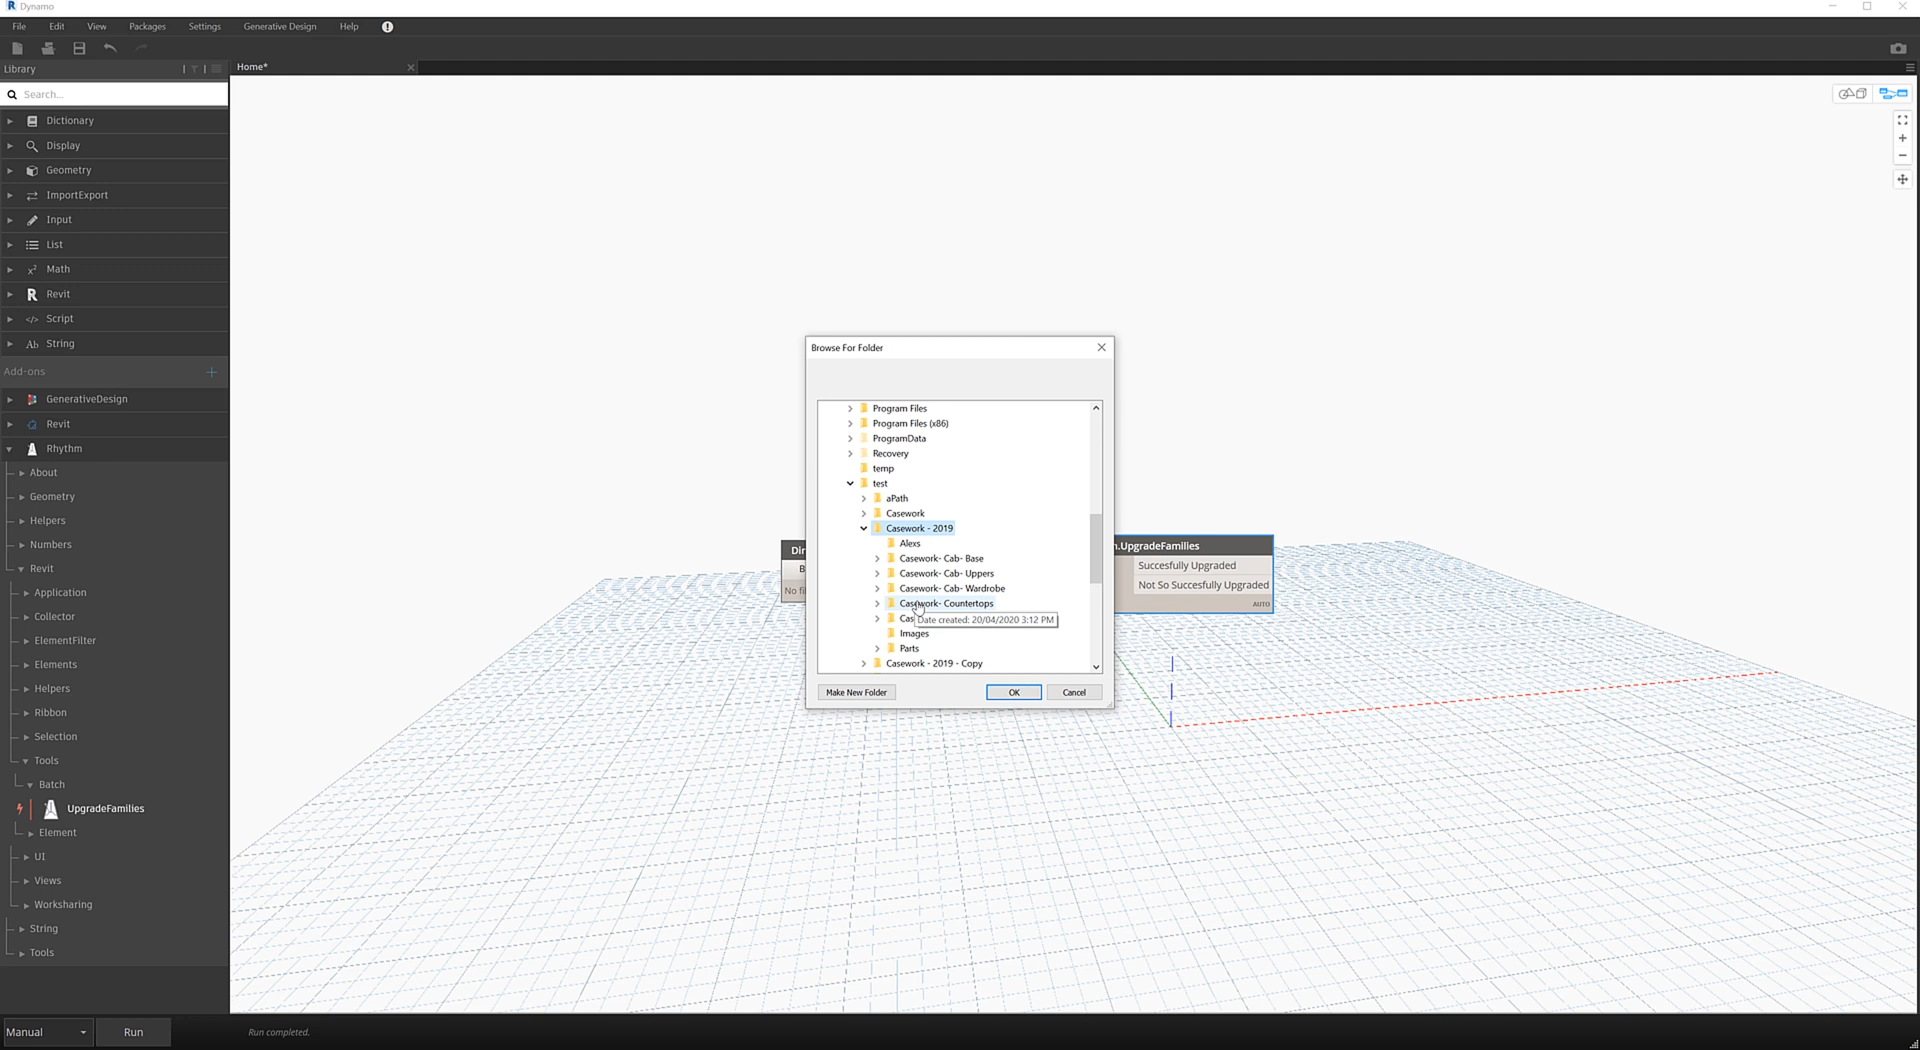 Dynamo
File Edit View Packages Settings Generative Design Help
Library
Home*
Search...
Dictionary
Display
Geometry
ImportExport
Input
List
Math
Revit
Script
String
Add-ons
GenerativeDesign
Revit
Rhythm
About
Geometry
Helpers
Numbers
Revit
Application
Collector
ElementFilter
Elements
Helpers
Ribbon
Selection
Tools
Batch
UpgradeFamilies
Element
UI
Views
Worksharing
String
Tools
Manual
Run
Run completed.
Dir
B
No fi
Browse For Folder
Program Files
Program Files (x86)
ProgramData
Recovery
temp
test
aPath
Casework
Casework - 2019
Alexs
Casework- Cab- Base
Casework- Cab- Uppers
Casework- Cab- Wardrobe
Casework- Countertops
Cas
Date created: 20/04/2020 3:12 PM
Images
Parts
Casework - 2019 - Copy
Make New Folder
OK
Cancel
.UpgradeFamilies
Succesfully Upgraded
Not So Succesfully Upgraded
AUTO